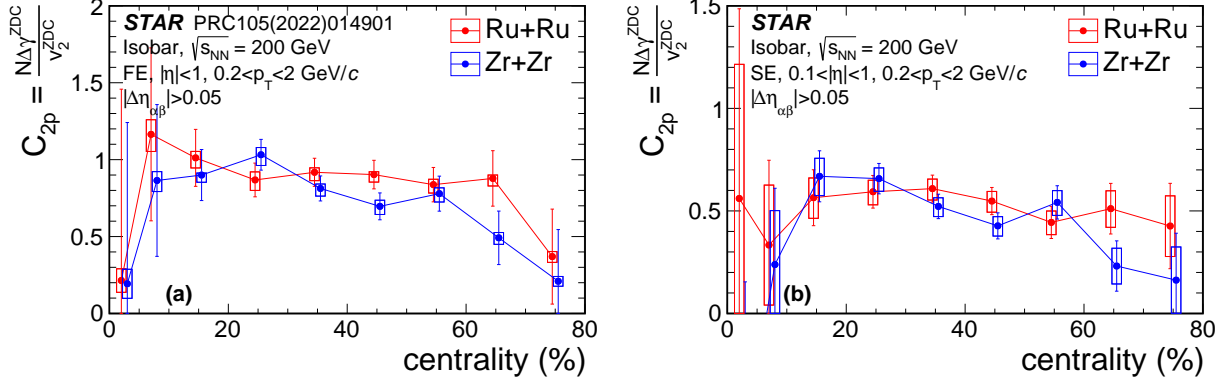 STAR PRC105(2022)014901
Isobar, √s_NN = 200 GeV
FE, |η|<1, 0.2<p_T<2 GeV/c
|Δη_αβ|>0.05
Ru+Ru
Zr+Zr
C_2p = NΔγ^ZDC / v_2^ZDC
2
1.5
1
0.5
0
(a)
0 20 40 60 80
centrality (%)
STAR
Isobar, √s_NN = 200 GeV
SE, 0.1<|η|<1, 0.2<p_T<2 GeV/c
|Δη_αβ|>0.05
Ru+Ru
Zr+Zr
C_2p = NΔγ^ZDC / v_2^ZDC
1.5
1
0.5
0
(b)
0 20 40 60 80
centrality (%)